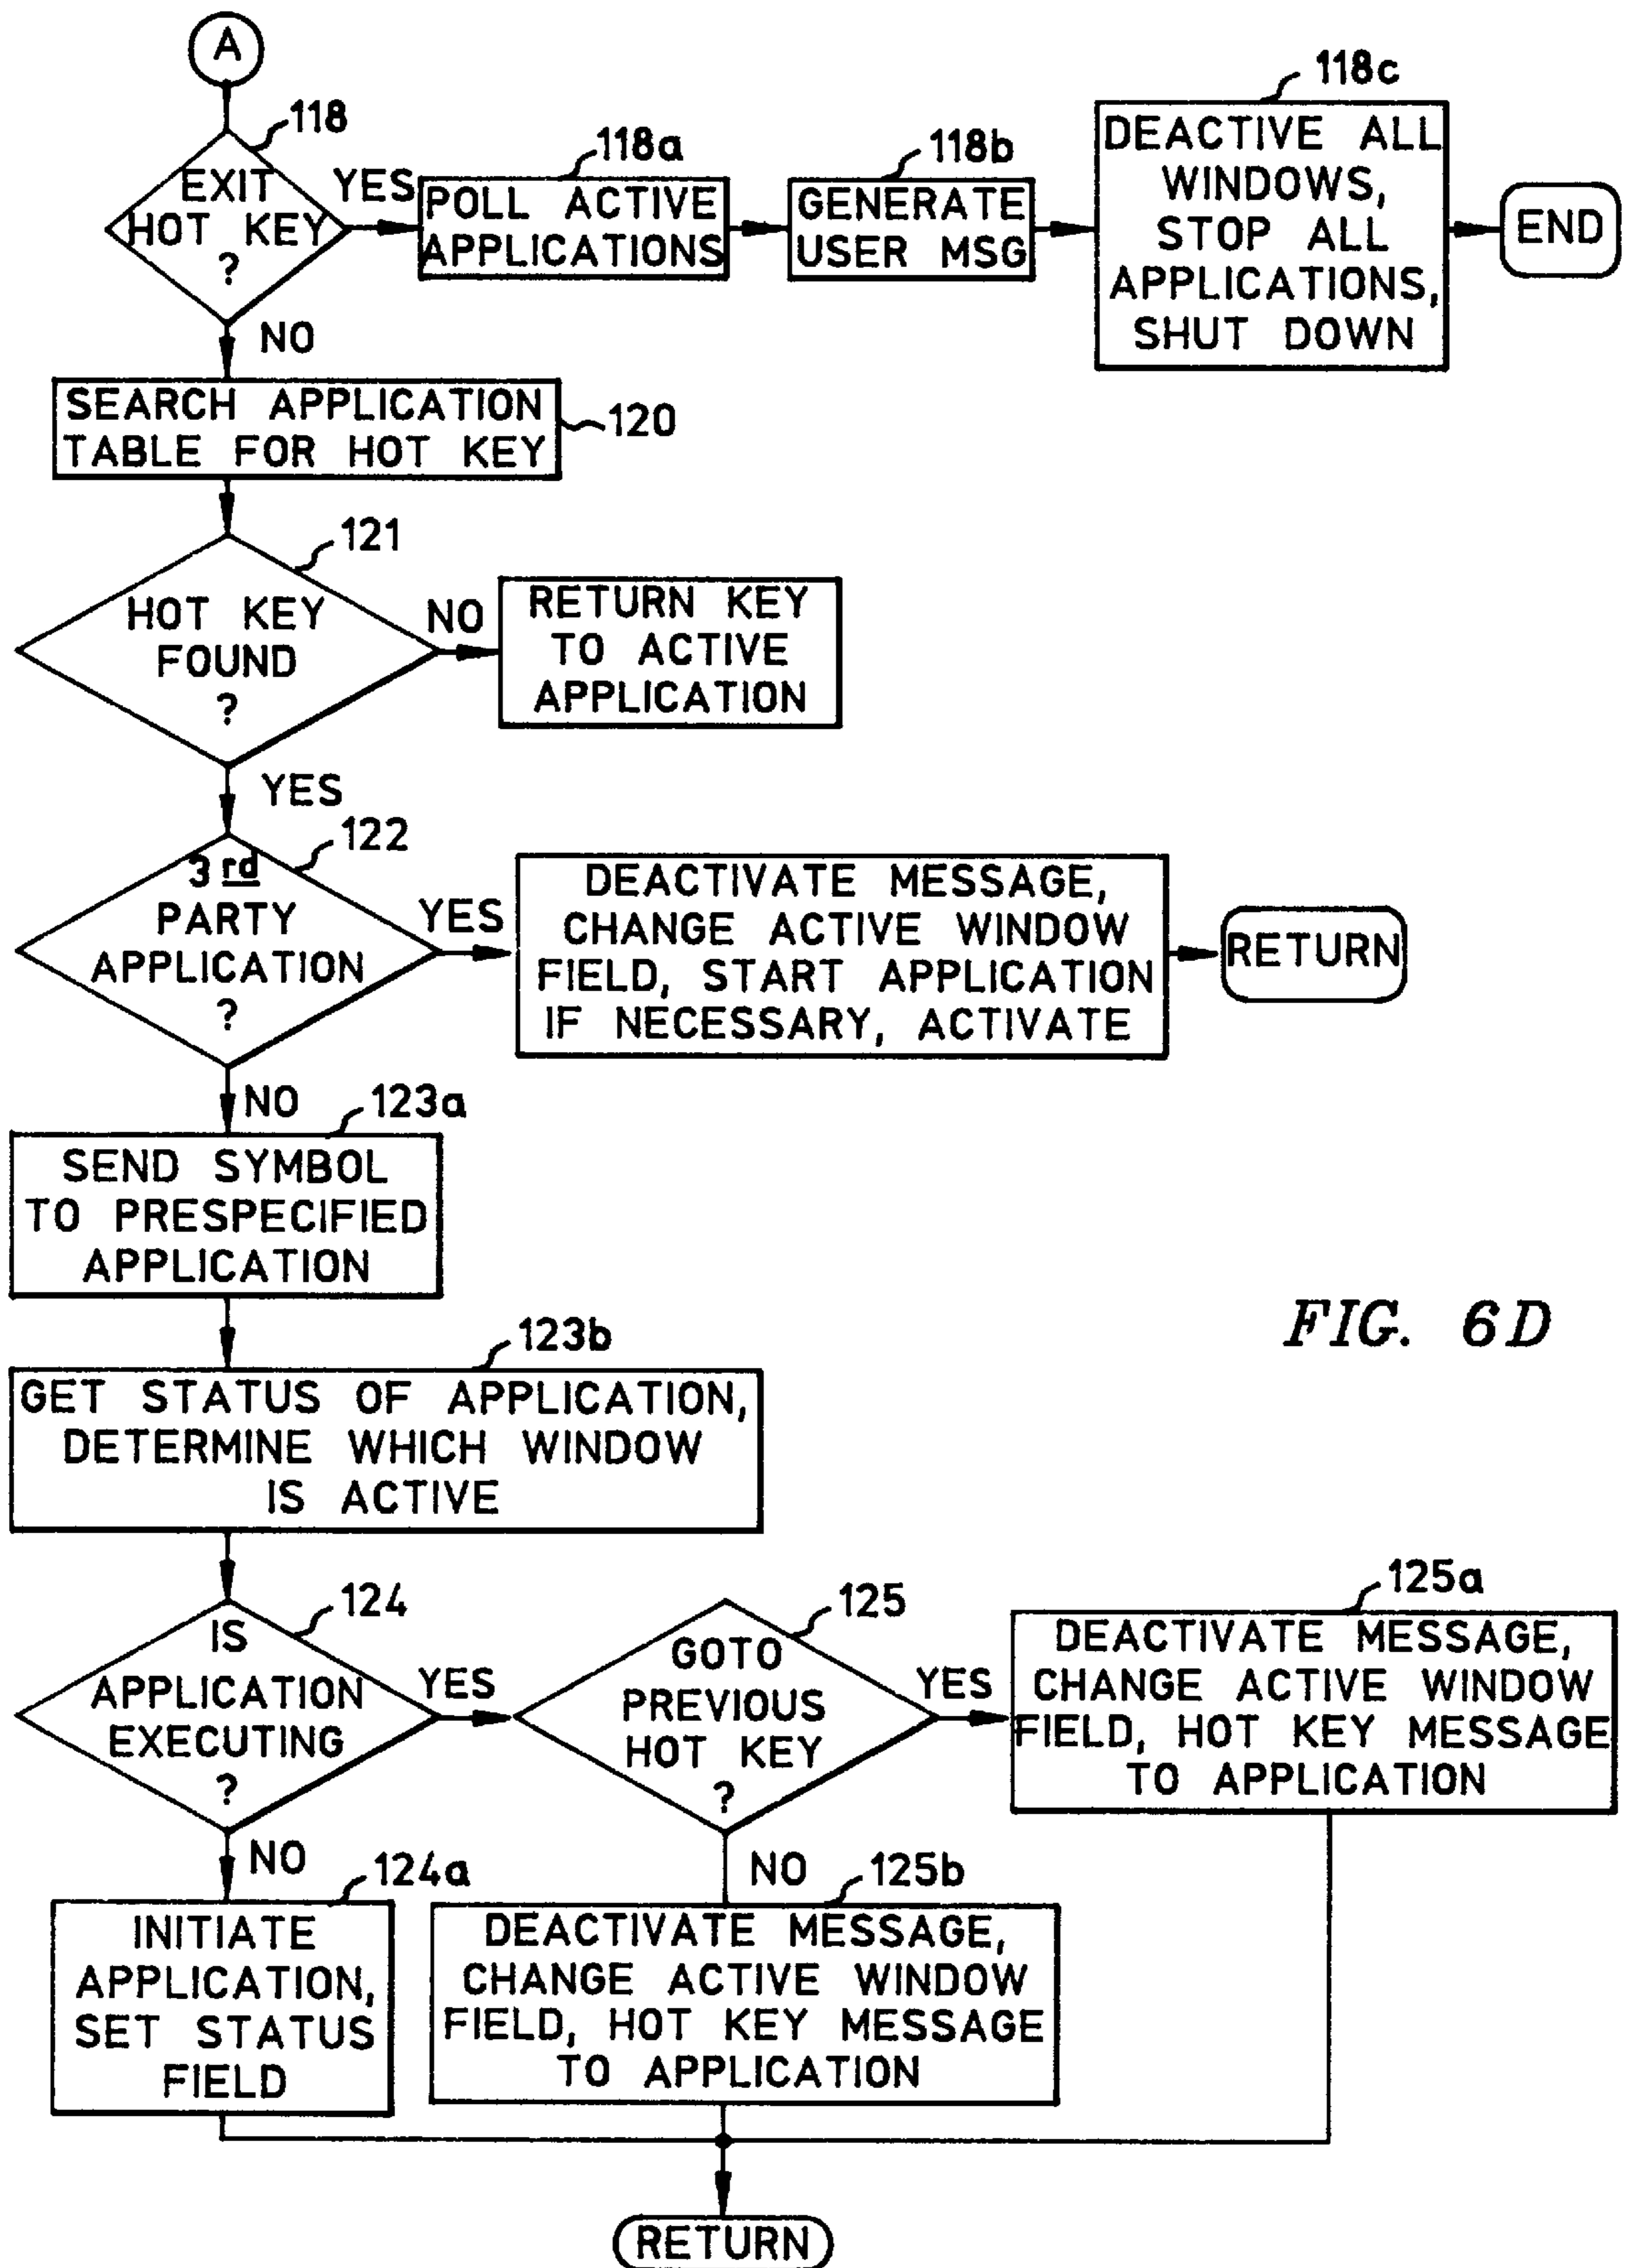 A
118
EXIT
HOT KEY
?
YES
118a
POLL ACTIVE
APPLICATIONS
118b
GENERATE
USER MSG
118c
DEACTIVE ALL
WINDOWS,
STOP ALL
APPLICATIONS,
SHUT DOWN
END
NO
SEARCH APPLICATION
TABLE FOR HOT KEY
120
121
HOT KEY
FOUND
?
NO
RETURN KEY
TO ACTIVE
APPLICATION
YES
122
3rd
PARTY
APPLICATION
?
YES
DEACTIVATE MESSAGE,
CHANGE ACTIVE WINDOW
FIELD, START APPLICATION
IF NECESSARY, ACTIVATE
RETURN
NO
123a
SEND SYMBOL
TO PRESPECIFIED
APPLICATION
FIG. 6D
123b
GET STATUS OF APPLICATION,
DETERMINE WHICH WINDOW
IS ACTIVE
124
IS
APPLICATION
EXECUTING
?
YES
125
GOTO
PREVIOUS
HOT KEY
?
YES
125a
DEACTIVATE MESSAGE,
CHANGE ACTIVE WINDOW
FIELD, HOT KEY MESSAGE
TO APPLICATION
NO
124a
INITIATE
APPLICATION,
SET STATUS
FIELD
NO
125b
DEACTIVATE MESSAGE,
CHANGE ACTIVE WINDOW
FIELD, HOT KEY MESSAGE
TO APPLICATION
RETURN